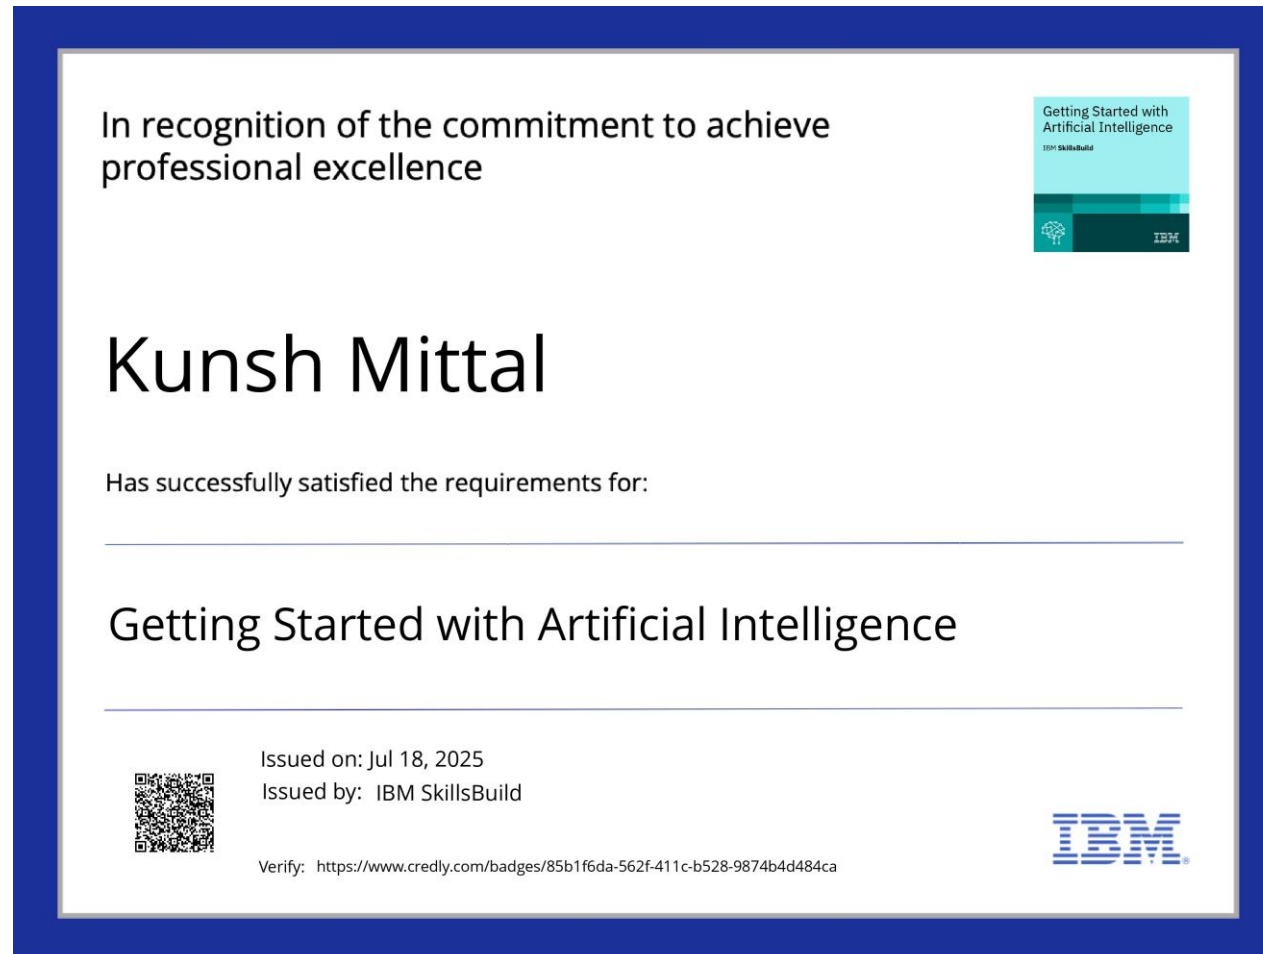 In recognition of the commitment to achieve
professional excellence
Getting Started with
Artificial Intelligence
IBM SkillsBuild
IBM
Kunsh Mittal
Has successfully satisfied the requirements for:
Getting Started with Artificial Intelligence
Issued on: Jul 18, 2025
Issued by: IBM SkillsBuild
Verify: https://www.credly.com/badges/85b1f6da-562f-411c-b528-9874b4d484ca
IBM®